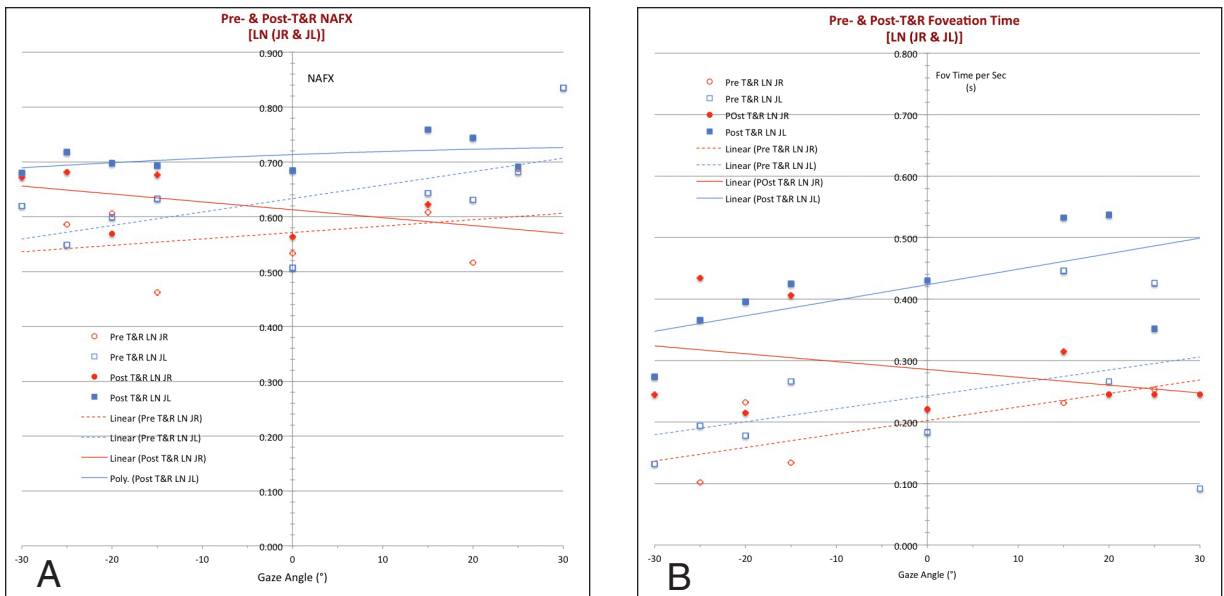 Pre- & Post-T&R NAFX
[LN (JR & JL)]
0.900
NAFX
0.800
0.700
0.600
0.500
0.400
Pre T&R LN JR
Pre T&R LN JL
0.300
Post T&R LN JR
Post T&R LN JL
Linear (Pre T&R LN JR)
0.200
Linear (Pre T&R LN JL)
Linear (Post T&R LN JR)
Poly. (Post T&R LN JL)
0.100
0.000
-30
-20
-10
0
10
20
30
Gaze Angle (°)
A
Pre- & Post-T&R Foveation Time
[LN (JR & JL)]
0.800
Fov Time per Sec
(s)
Pre T&R LN JR
Pre T&R LN JL
POst T&R LN JR
Post T&R LN JL
0.700
Linear (Pre T&R LN JR)
Linear (Pre T&R LN JL)
Linear (POst T&R LN JR)
Linear (Post T&R LN JL)
0.600
0.500
0.400
0.300
0.200
0.100
0.000
-30
-20
-10
0
10
20
30
Gaze Angle (°)
B